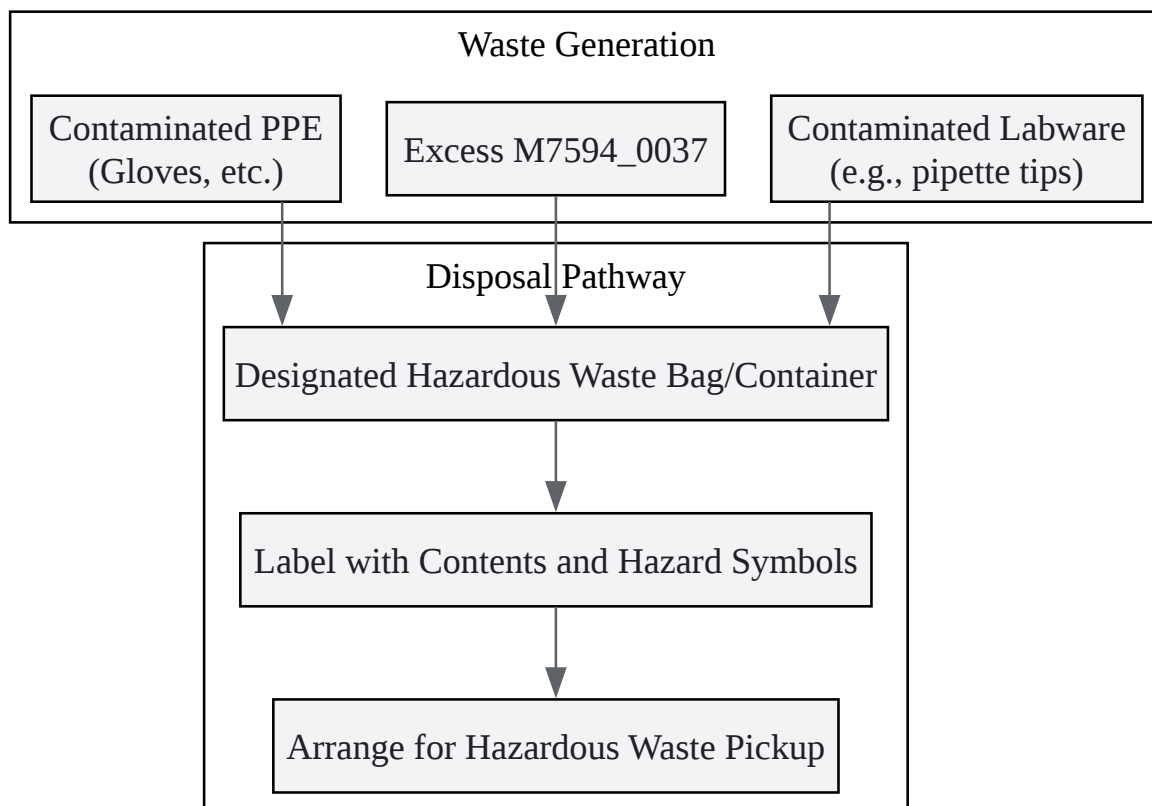 Waste Generation
Contaminated PPE
(Gloves, etc.)
Excess M7594_0037
Contaminated Labware
(e.g., pipette tips)
Disposal Pathway
Designated Hazardous Waste Bag/Container
Label with Contents and Hazard Symbols
Arrange for Hazardous Waste Pickup